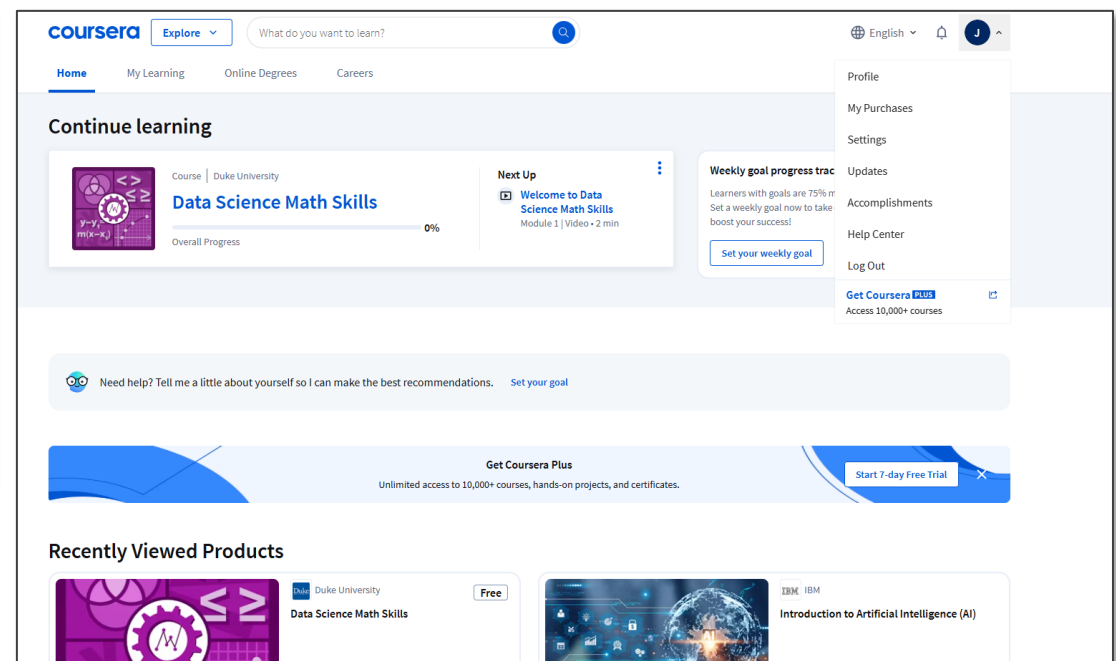 coursera
Explore
What do you want to learn?
English
J
Home
My Learning
Online Degrees
Careers
Profile
My Purchases
Settings
Updates
Accomplishments
Help Center
Log Out
Get Coursera PLUS
Access 10,000+ courses
Continue learning
Course | Duke University
Data Science Math Skills
0%
Overall Progress
Next Up
Welcome to Data
Science Math Skills
Module 1 | Video • 2 min
Weekly goal progress trac
Learners with goals are 75% m
Set a weekly goal now to take
boost your success!
Set your weekly goal
Need help? Tell me a little about yourself so I can make the best recommendations. Set your goal
Get Coursera Plus
Unlimited access to 10,000+ courses, hands-on projects, and certificates.
Start 7-day Free Trial
Recently Viewed Products
Duke Duke University
Free
Data Science Math Skills
AI
IBM IBM
Introduction to Artificial Intelligence (AI)